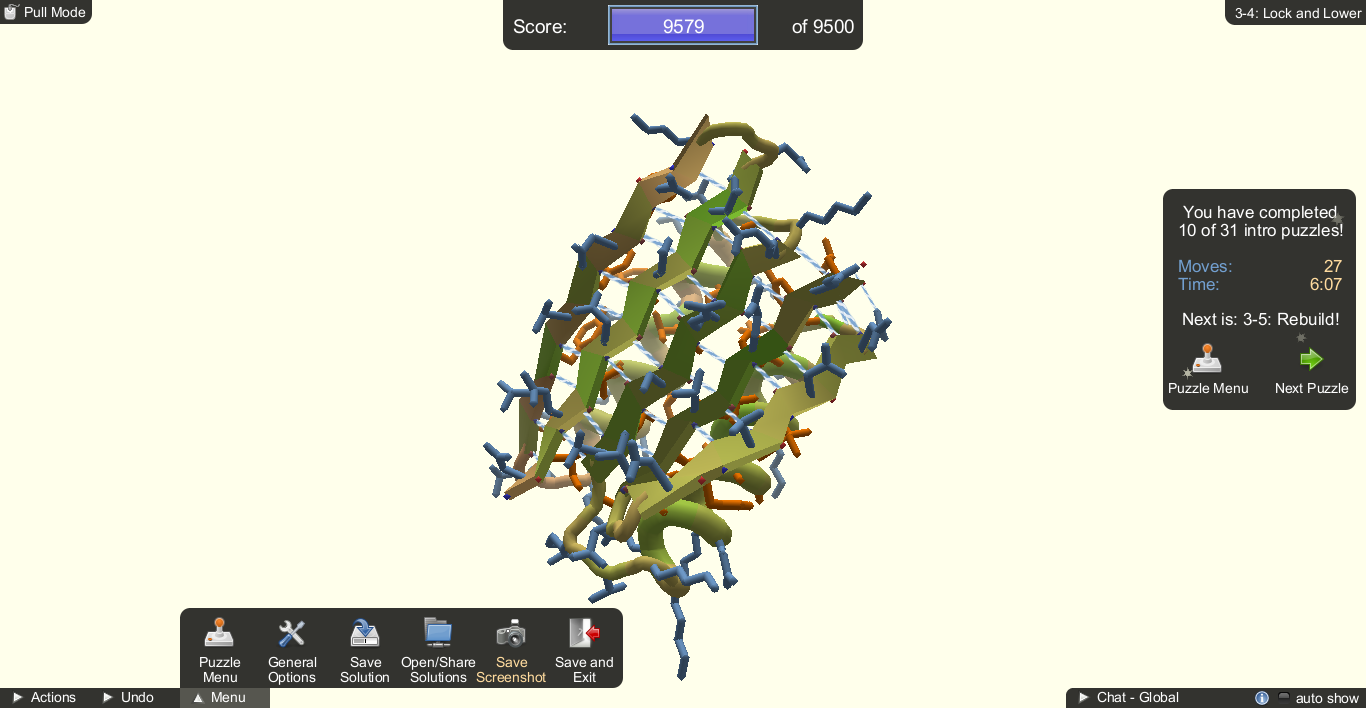 Pull Mode
Score:
9579
of 9500
3-4: Lock and Lower
You have completed
10 of 31 intro puzzles!
Moves: 27
Time: 6:07
Next is: 3-5: Rebuild!
Puzzle Menu
Next Puzzle
Puzzle
Menu
General
Options
Save
Solution
Open/Share
Solutions
Save
Screenshot
Save and
Exit
Actions
Undo
Menu
Chat - Global
auto show